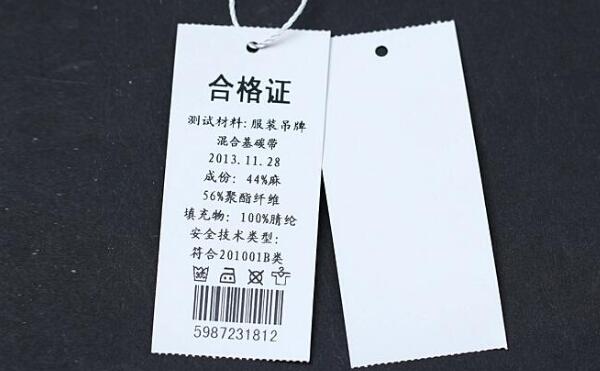 合格证
测试材料:服装吊牌
混合基碳带
2013.11.28
成份: 44%麻
56%聚酯纤维
填充物: 100%腈纶
安全技术类型:
符合201001B类
5987231812